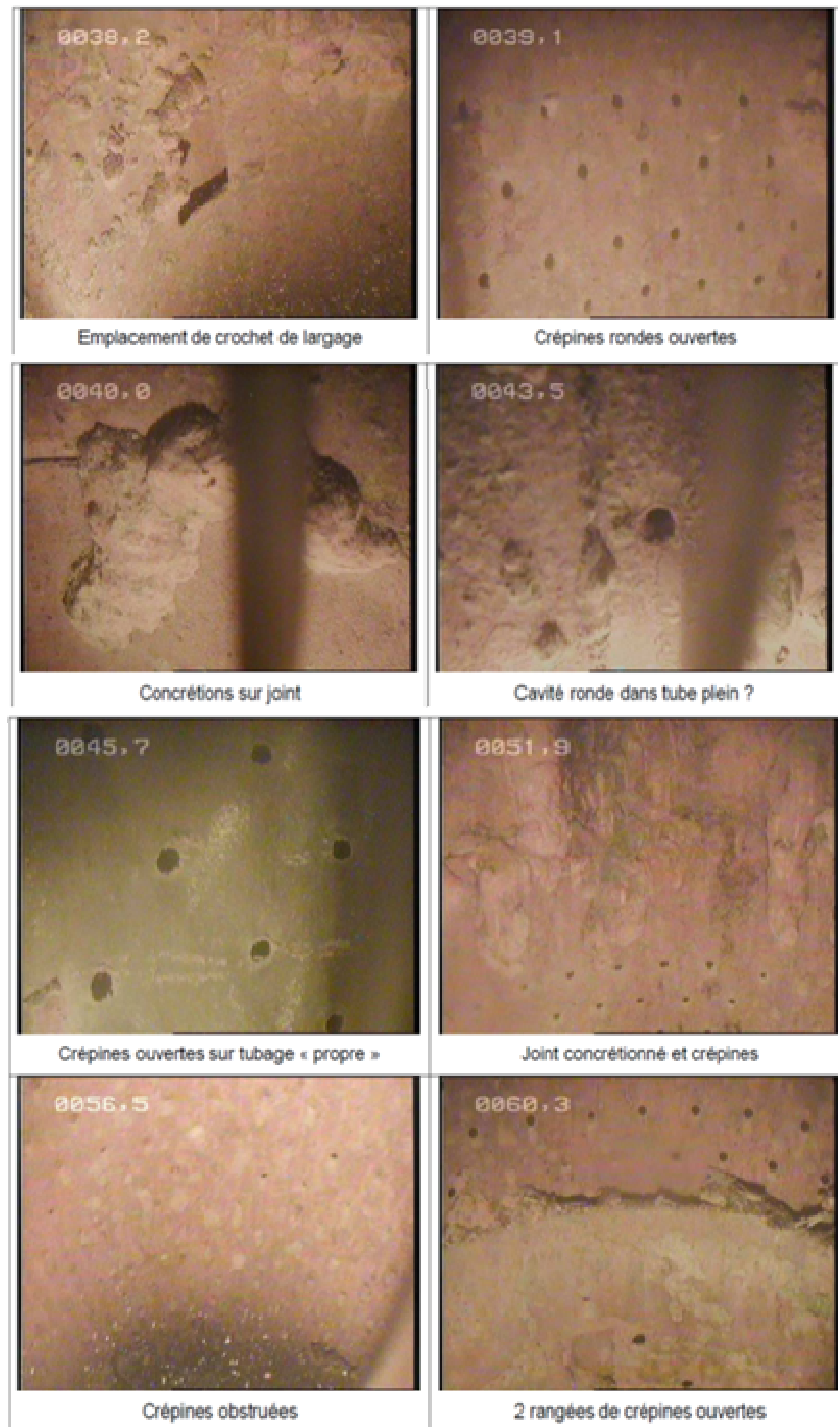 0038,2
0039,1
Emplacement de crochet de largage
Crépines rondes ouvertes
0040,0
0043,5
Concrétions sur joint
Cavité ronde dans tube plein ?
0045,7
0051,9
Crépines ouvertes sur tubage « propre »
Joint concrétionné et crépines
0056,5
0060,3
Crépines obstruées
2 rangées de crépines ouvertes